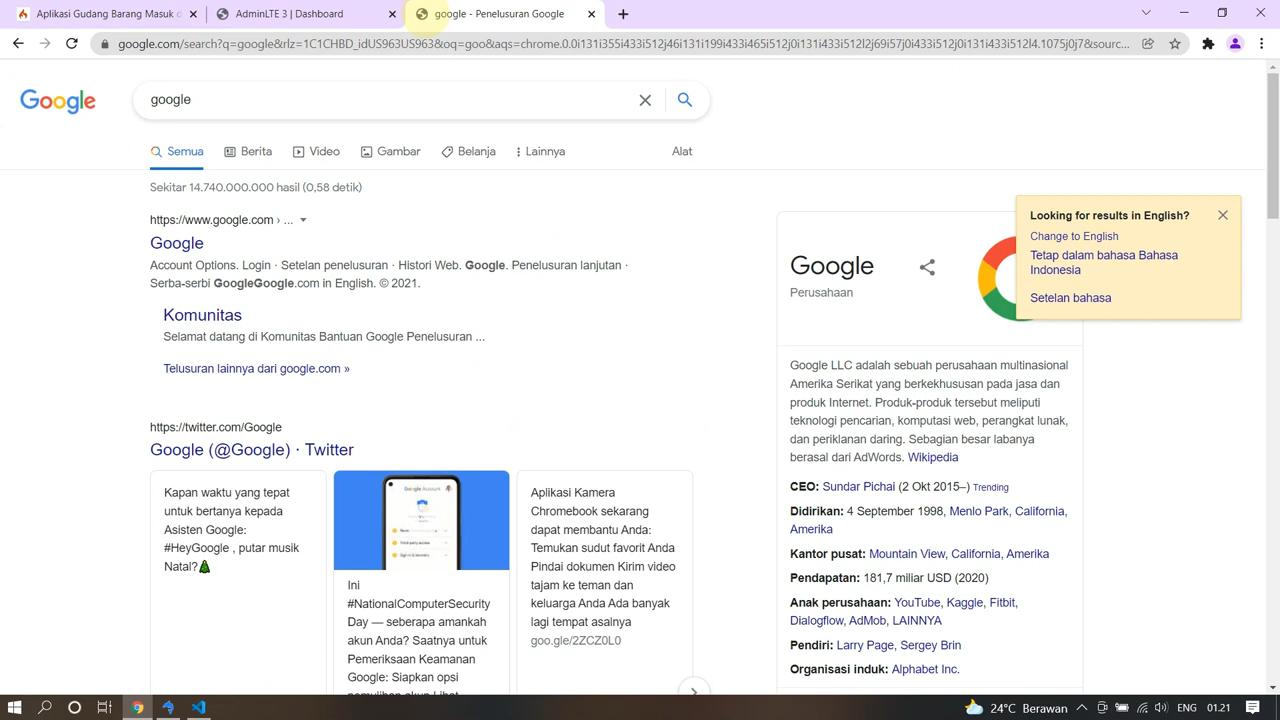 Aplikasi Gudang Barang Masuk d
AdminLTE 3 | Dashboard
google - Penelusuran Google
google.com/search?q=google&rlz=1C1CHBD_idUS963US963&oq=goo&aqs=chrome.0.0i131i355i433i512j46i131i199i433i465i512j0i131i433i512l2j69i57j0i433i512j0i131i433i512l4.1075j0j7&sourc...
Google
google
Semua
Berita
Video
Gambar
Belanja
Lainnya
Alat
Sekitar 14.740.000.000 hasil (0,58 detik)
https://www.google.com › ...
Google
Account Options. Login · Setelan penelusuran · Histori Web. Google. Penelusuran lanjutan ·
Serba-serbi GoogleGoogle.com in English. © 2021.
Komunitas
Selamat datang di Komunitas Bantuan Google Penelusuran ...
Telusuran lainnya dari google.com »
https://twitter.com/Google
Google (@Google) · Twitter
Kapan waktu yang tepat
untuk bertanya kepada
Asisten Google:
#HeyGoogle , putar musik
Natal?🎄
Ini
#NationalComputerSecurity
Day — seberapa amankah
akun Anda? Saatnya untuk
Pemeriksaan Keamanan
Google: Siapkan opsi
pemulihan akun Lihat
Aplikasi Kamera
Chromebook sekarang
dapat membantu Anda:
Temukan sudut favorit Anda
Pindai dokumen Kirim video
tajam ke teman dan
keluarga Anda Ada banyak
lagi tempat asalnya
goo.gle/2ZCZ0L0
Looking for results in English?
Change to English
Tetap dalam bahasa Bahasa
Indonesia
Setelan bahasa
Google
Perusahaan
Google LLC adalah sebuah perusahaan multinasional
Amerika Serikat yang berkekhususan pada jasa dan
produk Internet. Produk-produk tersebut meliputi
teknologi pencarian, komputasi web, perangkat lunak,
dan periklanan daring. Sebagian besar labanya
berasal dari AdWords. Wikipedia
CEO: Sundar Pichai (2 Okt 2015–) Trending
Didirikan: 4 September 1998, Menlo Park, California,
Amerika
Kantor pusat: Mountain View, California, Amerika
Pendapatan: 181,7 miliar USD (2020)
Anak perusahaan: YouTube, Kaggle, Fitbit,
Dialogflow, AdMob, LAINNYA
Pendiri: Larry Page, Sergey Brin
Organisasi induk: Alphabet Inc.
24°C Berawan
ENG
01.21